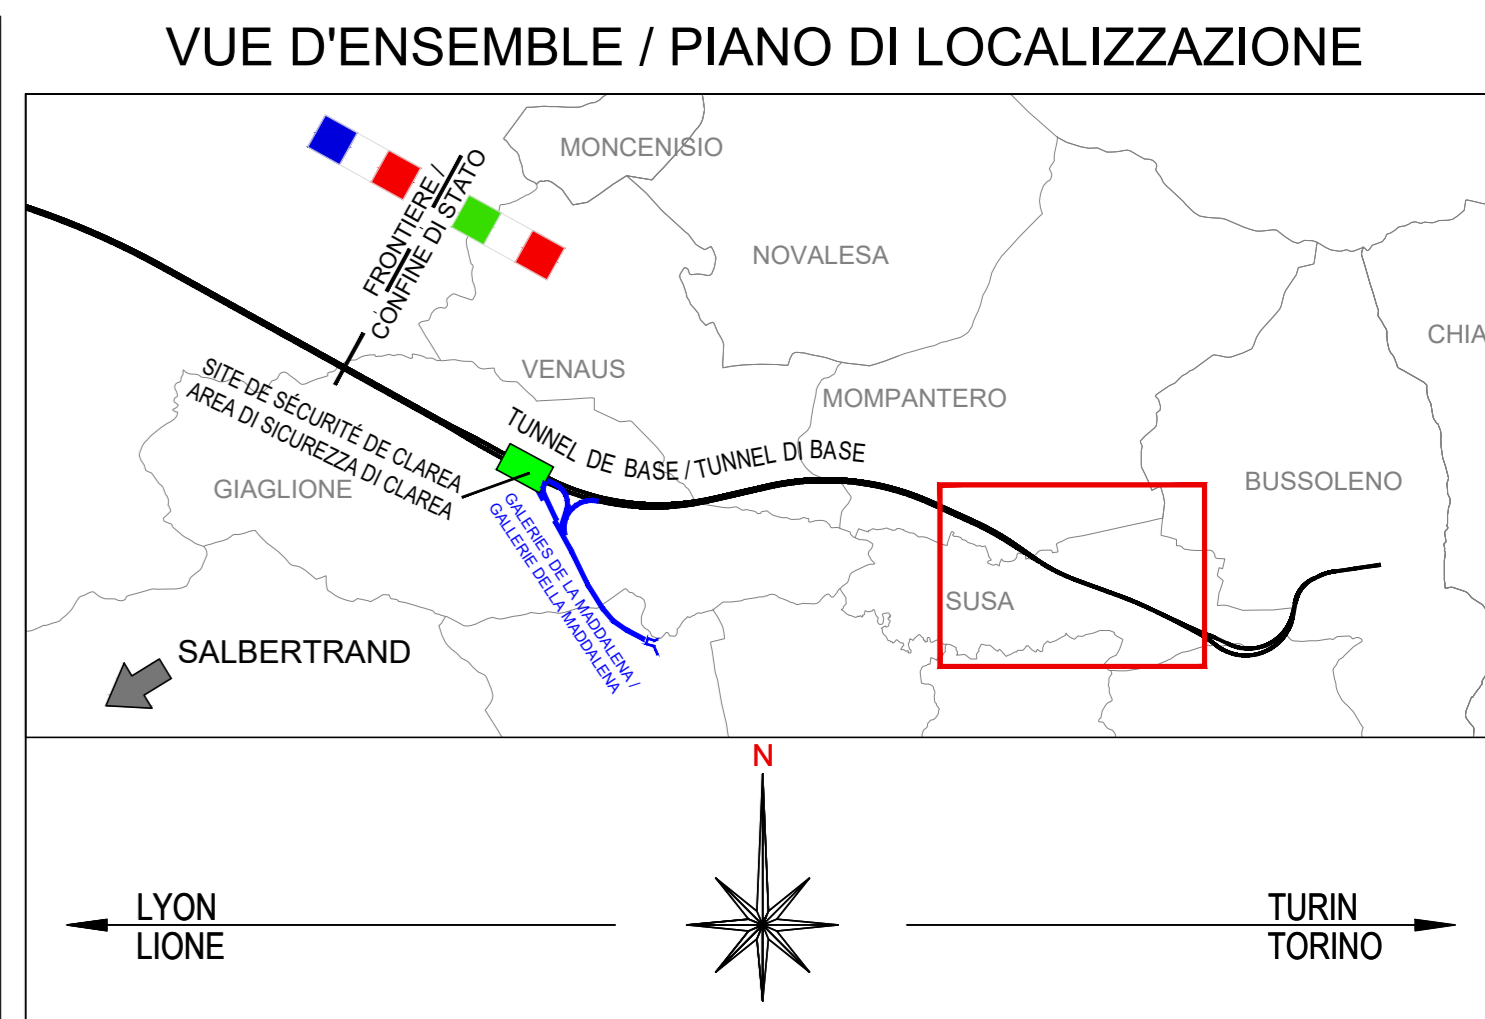 VUE D'ENSEMBLE / PIANO DI LOCALIZZAZIONE
MONCENISIO
FRONTIERE /
CONFINE DI STATO
NOVALESA
CHIA
VENAUS
SITE DE SÉCURITÉ DE CLAREA
AREA DI SICUREZZA DI CLAREA
MOMPANTERO
TUNNEL DE BASE / TUNNEL DI BASE
GIAGLIONE
BUSSOLENO
GALERIES DE LA MADDALENA /
GALLERIE DELLA MADDALENA
SUSA
SALBERTRAND
N
LYON
LIONE
TURIN
TORINO